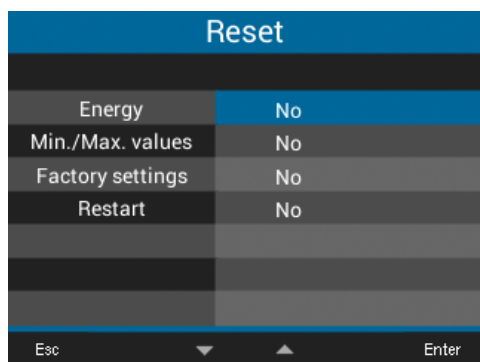 Reset
Energy No
Min./Max. values No
Factory settings No
Restart No
Esc Enter